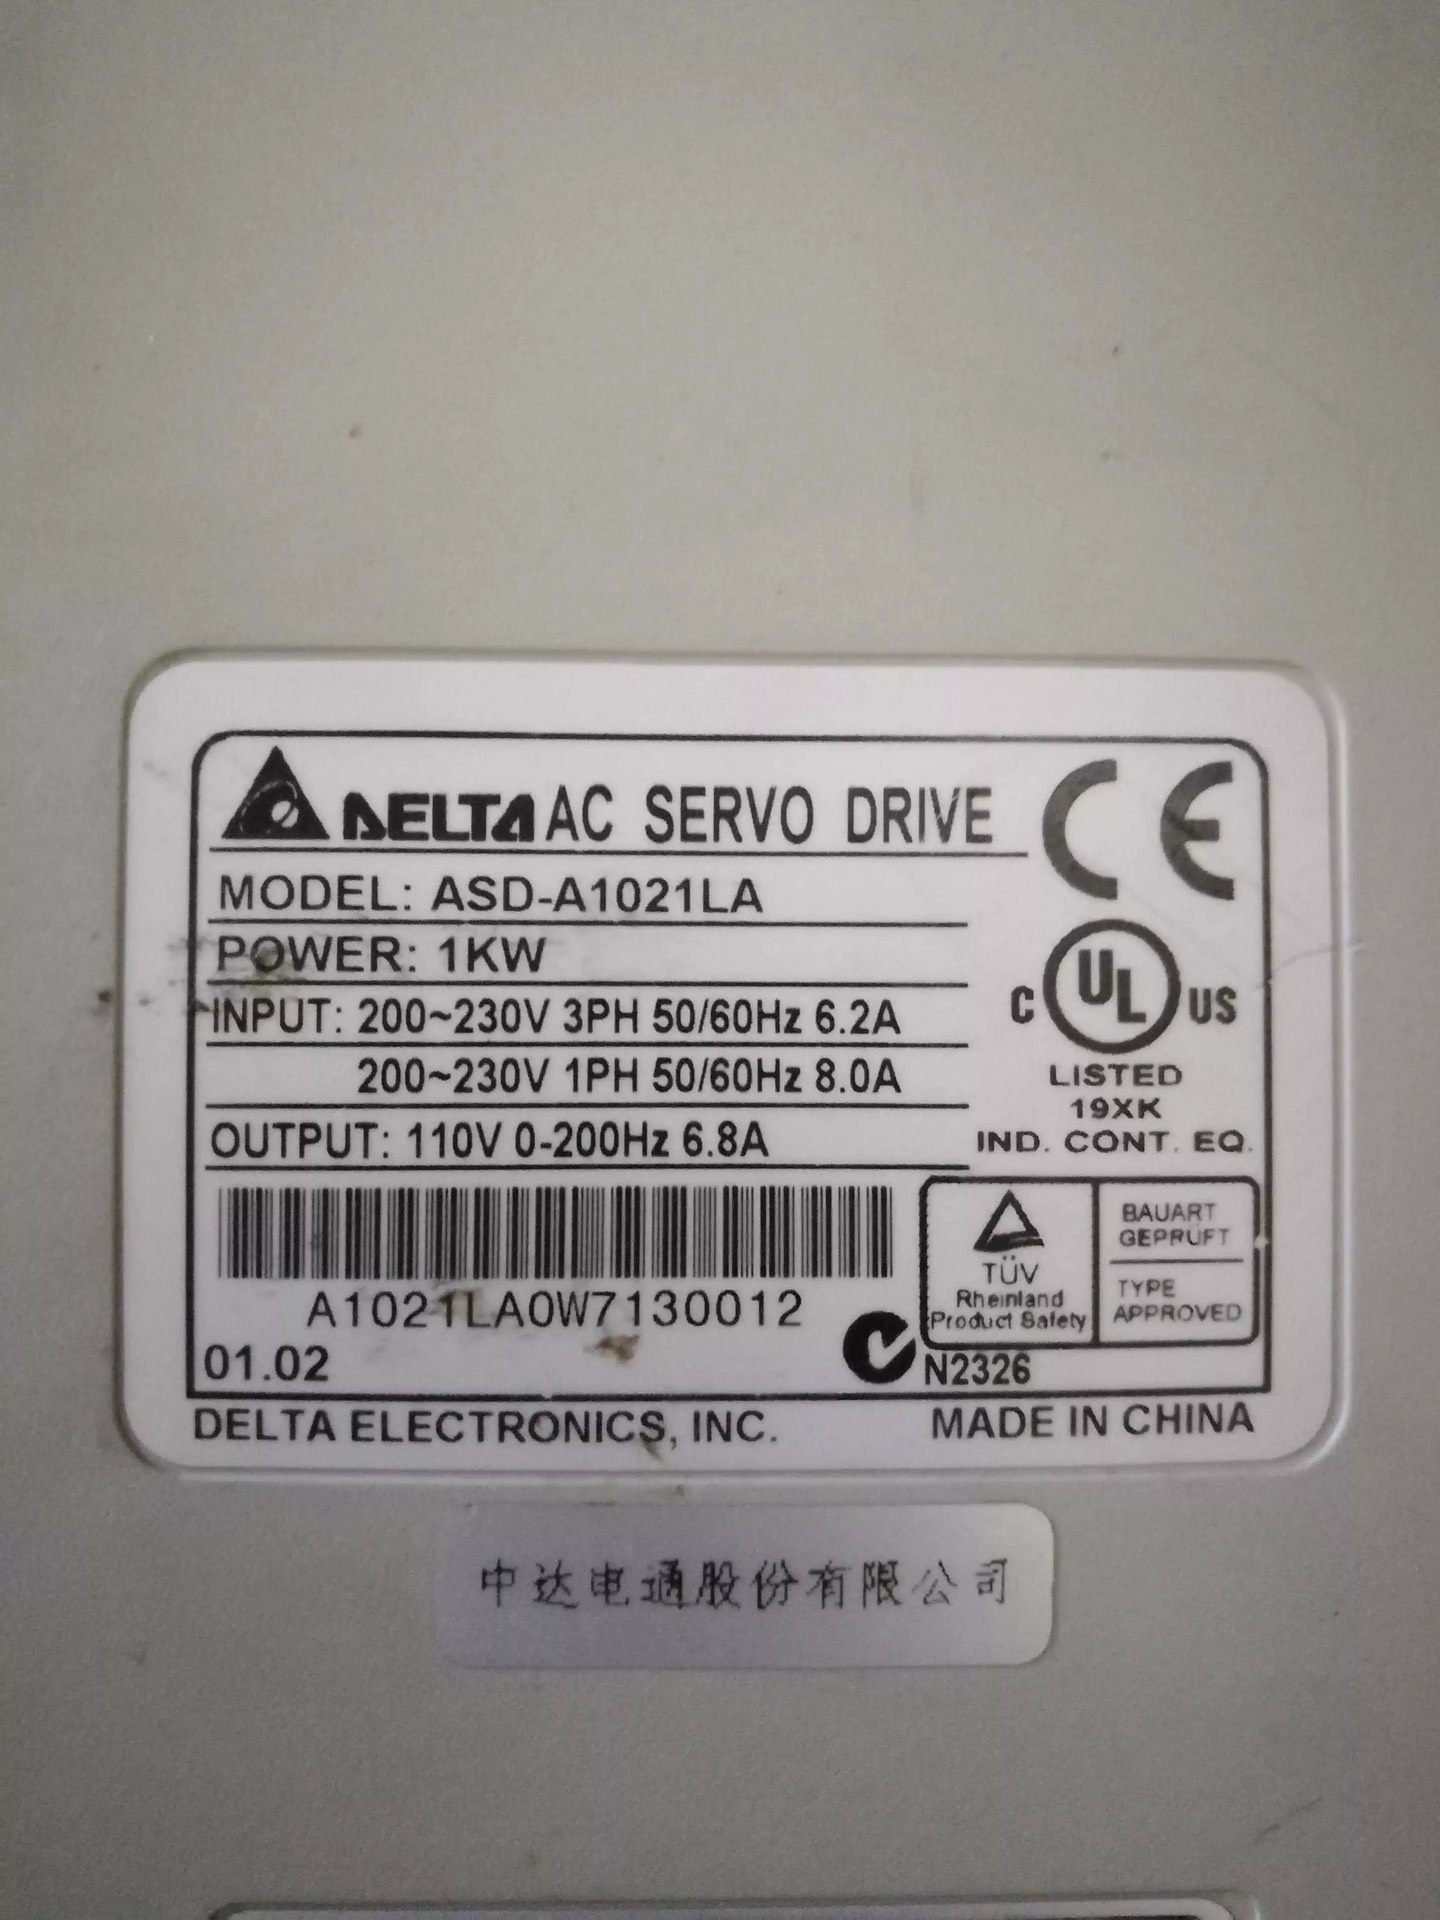 DELTA AC SERVO DRIVE
CE
MODEL: ASD-A1021LA
POWER: 1KW
INPUT: 200~230V 3PH 50/60Hz 6.2A
200~230V 1PH 50/60Hz 8.0A
OUTPUT: 110V 0-200Hz 6.8A
C UL US
LISTED
19XK
IND. CONT. EQ.
A1021LA0W7130012
01.02
TÜV
Rheinland
Product Safety
BAUART
GEPRÜFT
TYPE
APPROVED
N2326
DELTA ELECTRONICS, INC.
MADE IN CHINA
中达电通股份有限公司